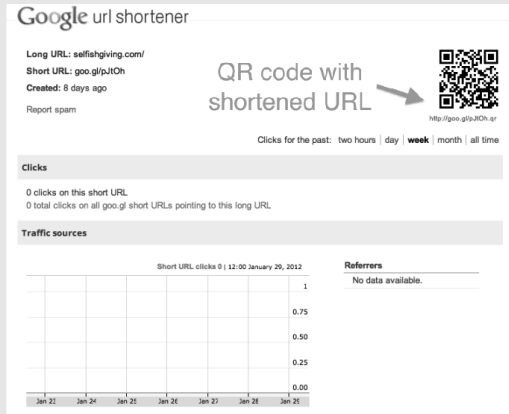 Google url shortener
Long URL: selfishgiving.com/
Short URL: goo.gl/pJtOh
Created: 8 days ago
Report spam
QR code with
shortened URL
http://goo.gl/pJtOh.qr
Clicks for the past: two hours | day | week | month | all time
Clicks
0 clicks on this short URL
0 total clicks on all goo.gl short URLs pointing to this long URL
Traffic sources
Short URL clicks 0 | 12:00 January 29, 2012
Referrers
No data available.
1
0.75
0.50
0.25
0.00
Jan 23 Jan 24 Jan 25 Jan 26 Jan 27 Jan 28 Jan 29